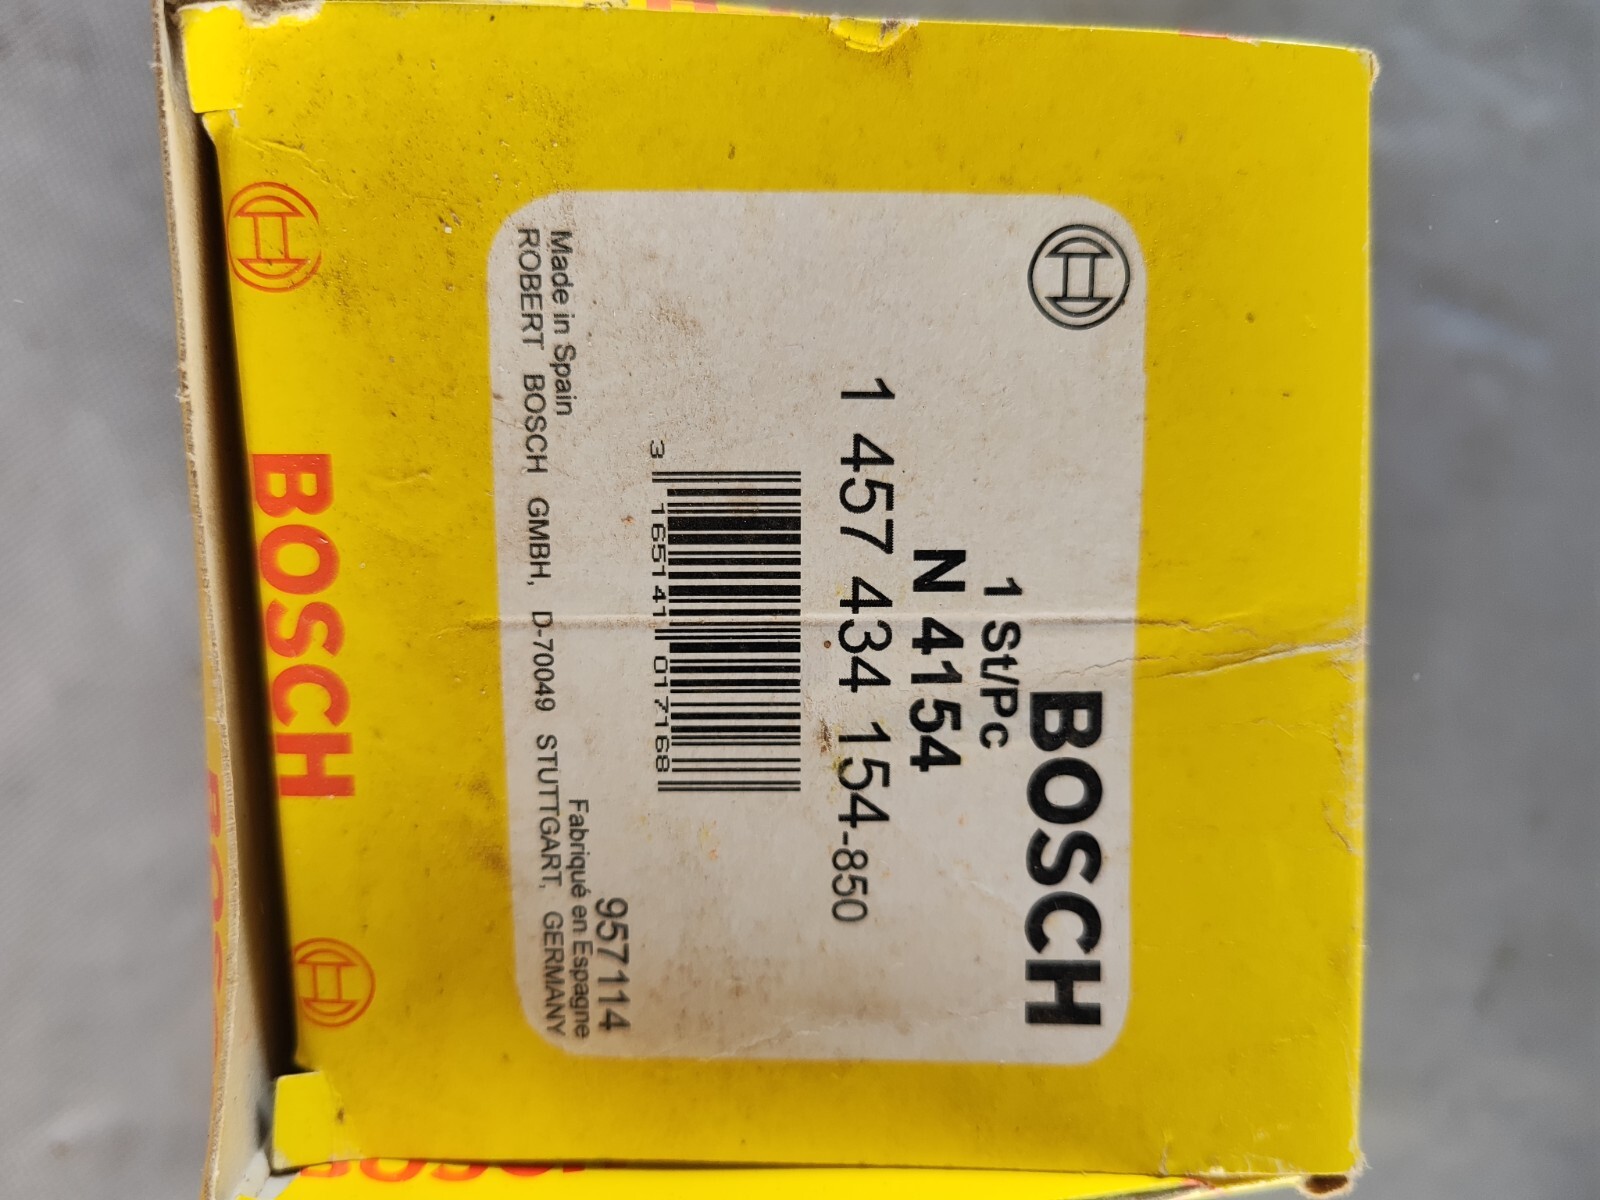 BOSCH
1 St/Pc
N 4154
1 457 434 154-850
3 165141 017168
957114
Made in Spain Fabriqué en Espagne
ROBERT BOSCH GMBH, D-70049 STUTTGART, GERMANY
BOSCH